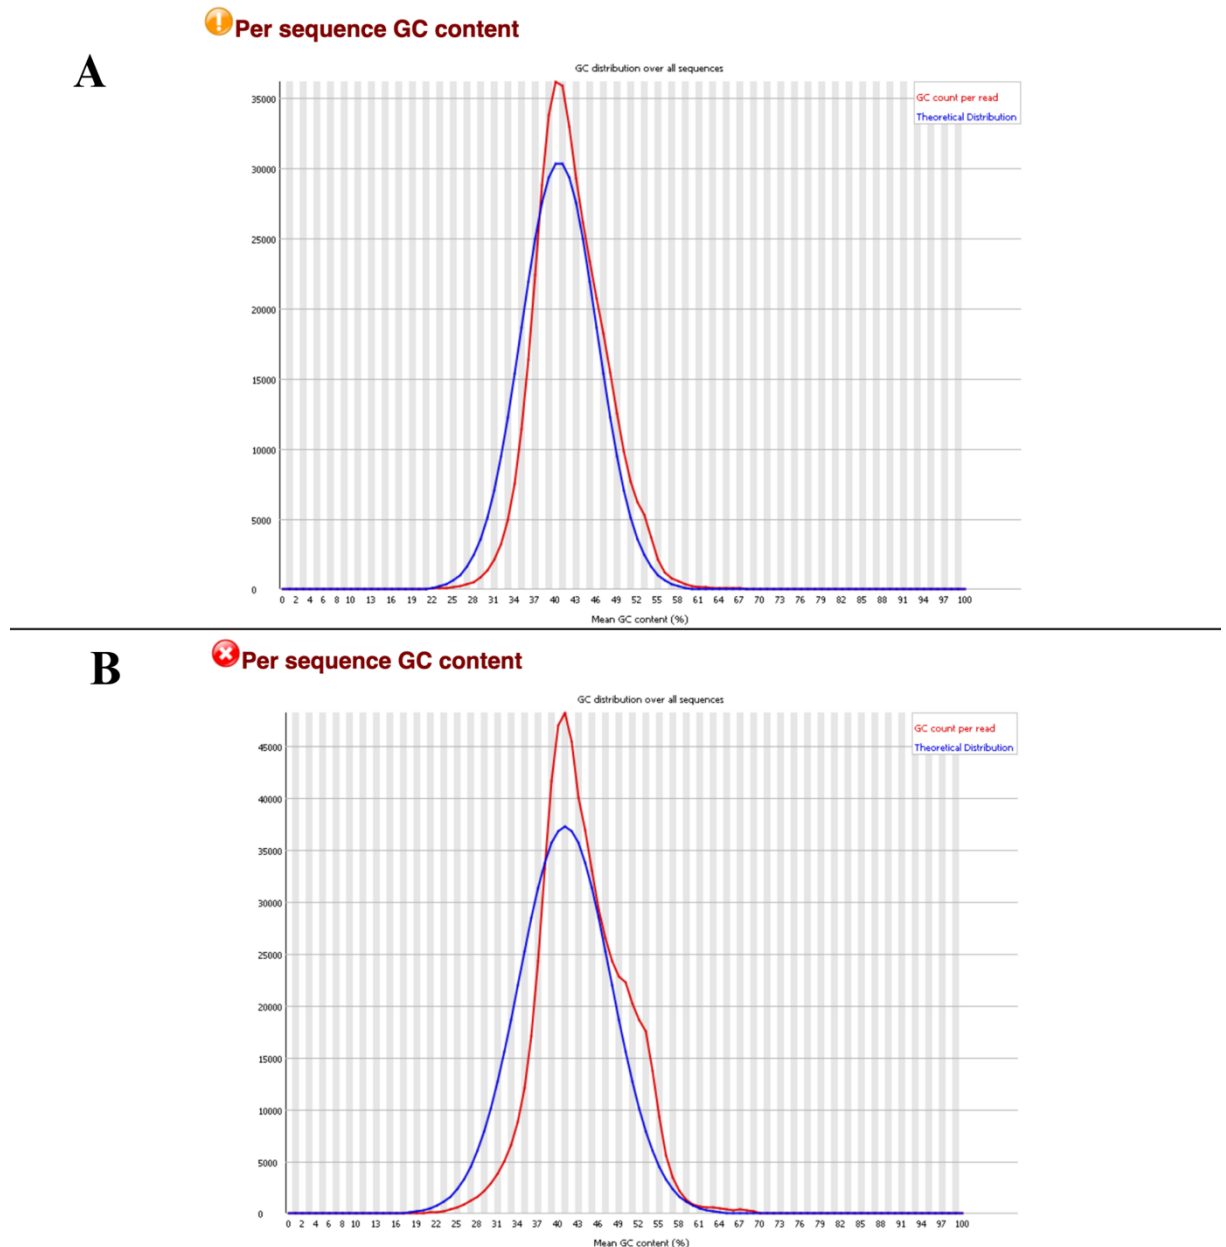 Per sequence GC content
A
GC distribution over all sequences
GC count per read
Theoretical Distribution
35000
30000
25000
20000
15000
10000
5000
0
0 2 4 6 8 10 13 16 19 22 25 28 31 34 37 40 43 46 49 52 55 58 61 64 67 70 73 76 79 82 85 88 91 94 97 100
Mean GC content (%)
B
Per sequence GC content
GC distribution over all sequences
GC count per read
Theoretical Distribution
45000
40000
35000
30000
25000
20000
15000
10000
5000
0
0 2 4 6 8 10 13 16 19 22 25 28 31 34 37 40 43 46 49 52 55 58 61 64 67 70 73 76 79 82 85 88 91 94 97 100
Mean GC content (%)